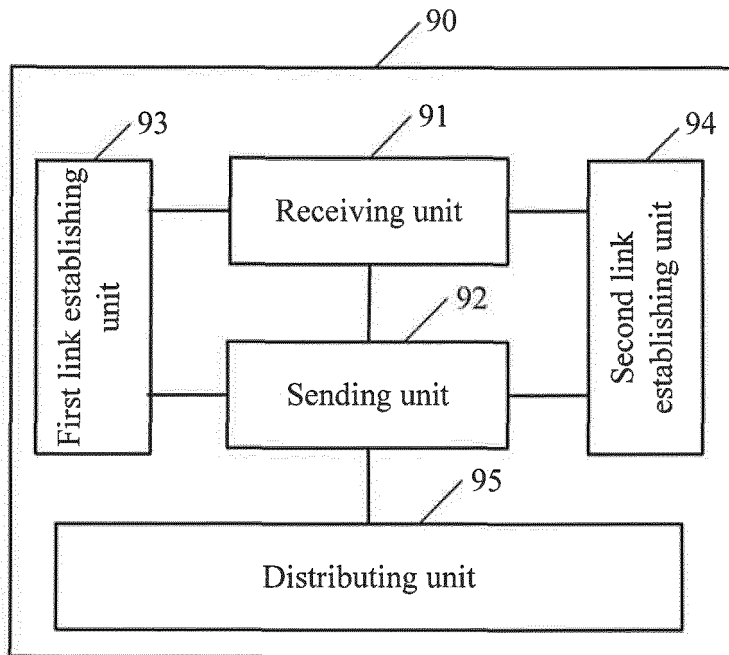 90
93
91
94
First link establishing
unit
Receiving unit
Second link
establishing unit
92
Sending unit
95
Distributing unit